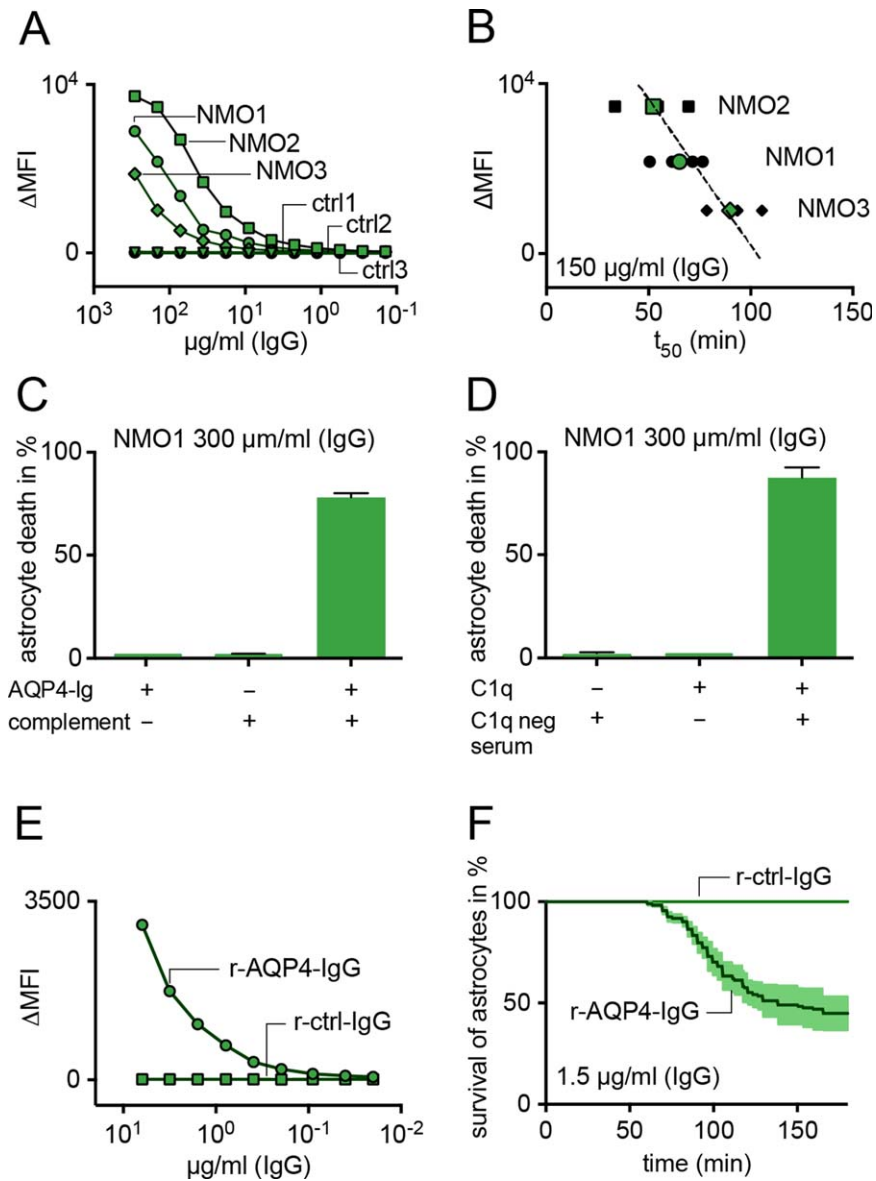 A
ΔMFI
10⁴
0
NMO1
NMO2
NMO3
ctrl1
ctrl2
ctrl3
10³ 10² 10¹ 10⁰ 10⁻¹
µg/ml (IgG)
B
ΔMFI
10⁴
0
NMO2
NMO1
NMO3
150 µg/ml (IgG)
0 50 100 150
t₅₀ (min)
C
astrocyte death in %
100
50
0
NMO1 300 µm/ml (IgG)
AQP4-Ig + − +
complement − + +
D
astrocyte death in %
100
50
0
NMO1 300 µm/ml (IgG)
C1q − + +
C1q neg + − +
serum
E
ΔMFI
3500
0
r-AQP4-IgG
r-ctrl-IgG
10¹ 10⁰ 10⁻¹ 10⁻²
µg/ml (IgG)
F
survival of astrocytes in %
100
50
0
r-ctrl-IgG
r-AQP4-IgG
1.5 µg/ml (IgG)
0 50 100 150
time (min)